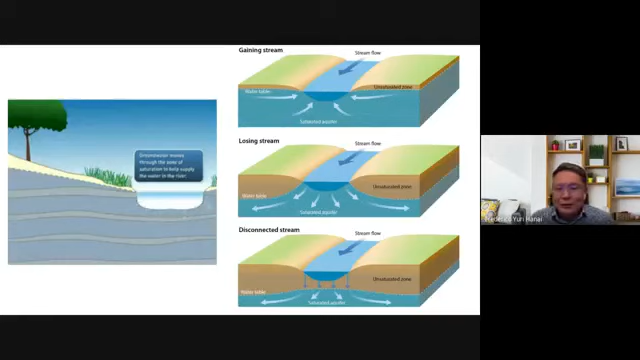 Gaining stream
Stream flow
Water table
Unsaturated zone
Saturated aquifer
Groundwater moves
through the zone of
saturation to help supply
the water in the river.
Losing stream
Stream flow
Water table
Unsaturated zone
Saturated aquifer
Yuri Hanai
Disconnected stream
Stream flow
Water table
Unsaturated zone
Saturated aquifer